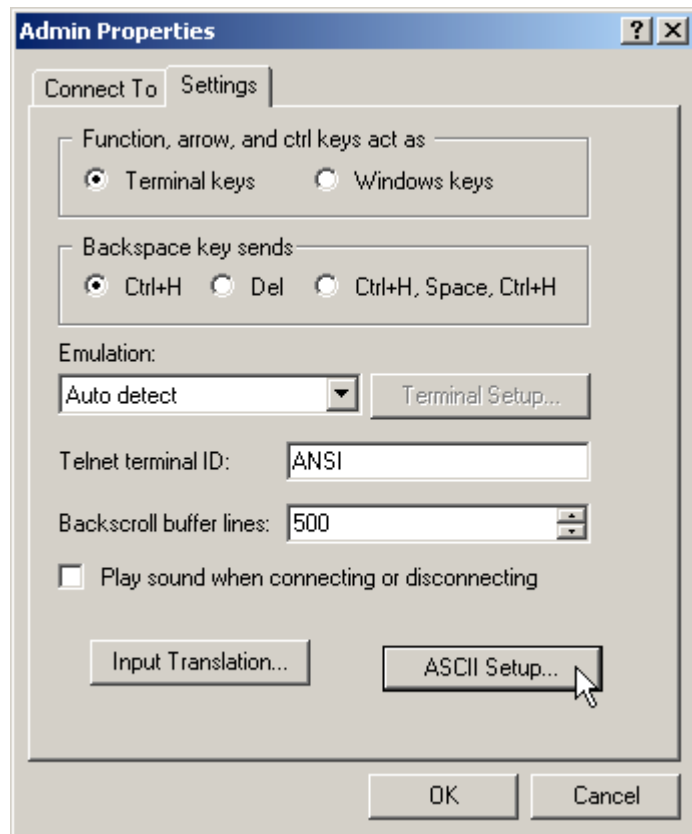 Admin Properties
Connect To Settings
Function, arrow, and ctrl keys act as
Terminal keys Windows keys
Backspace key sends
Ctrl+H Del Ctrl+H, Space, Ctrl+H
Emulation:
Auto detect Terminal Setup...
Telnet terminal ID: ANSI
Backscroll buffer lines: 500
Play sound when connecting or disconnecting
Input Translation... ASCII Setup...
OK Cancel